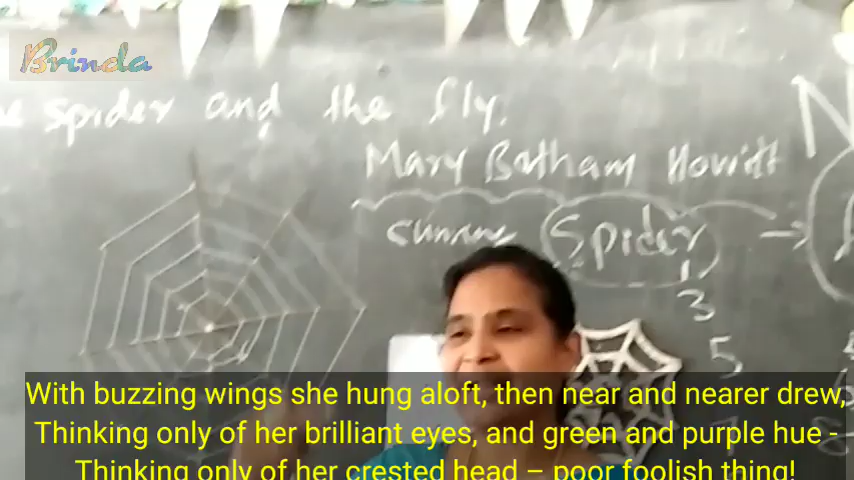 Brinda
Spider and the fly.
Mary Botham Howitt
cunning Spider →
1
3
5
7
With buzzing wings she hung aloft, then near and nearer drew,
Thinking only of her brilliant eyes, and green and purple hue -
Thinking only of her crested head – poor foolish thing!